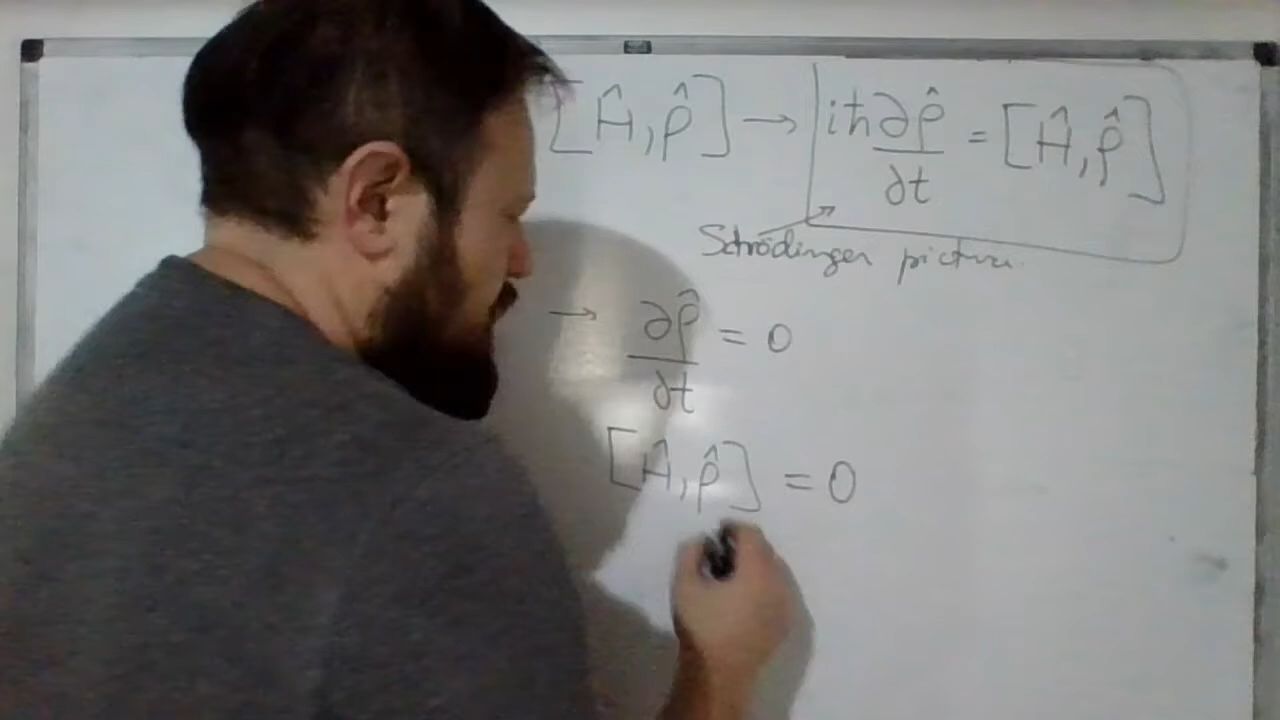 [Ĥ, ρ̂] → iħ ∂ρ̂/∂t = [Ĥ, ρ̂]
Schrödinger picture
→ ∂ρ̂/∂t = 0
[Ĥ, ρ̂] = 0